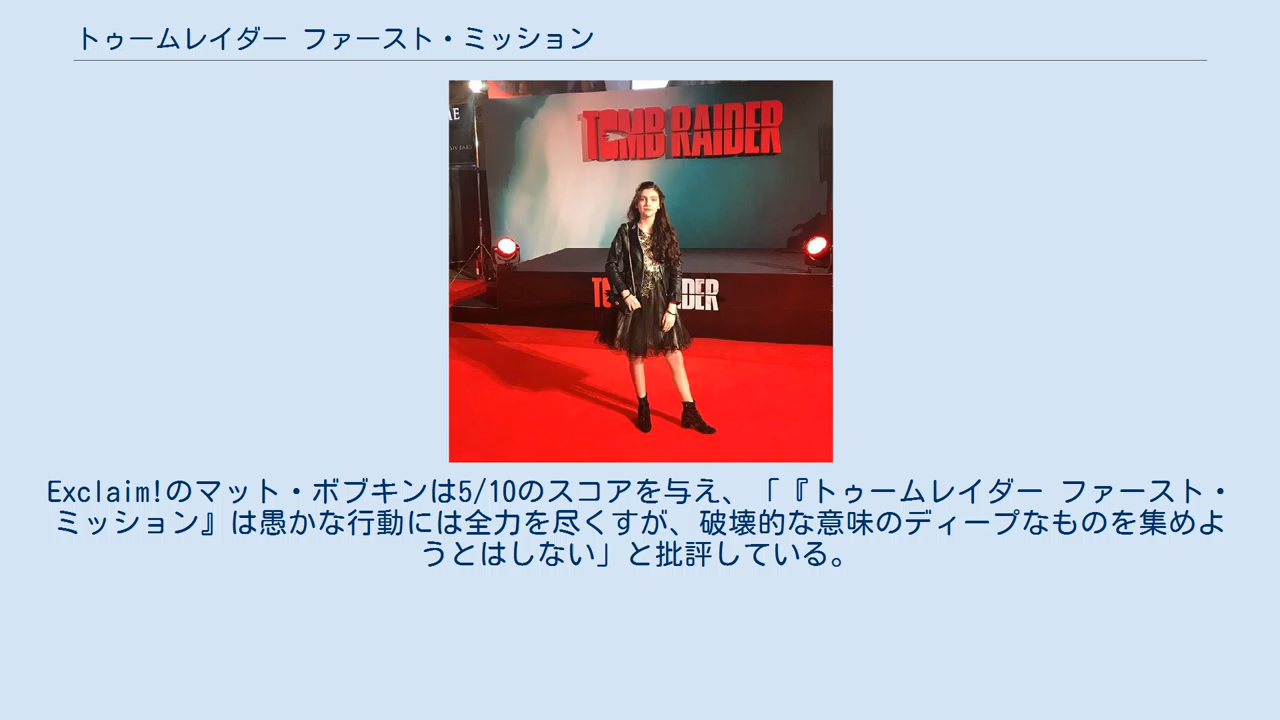 トゥームレイダー ファースト・ミッション
TOMB RAIDER
Exclaim!のマット・ボブキンは5/10のスコアを与え、「『トゥームレイダー ファースト・
ミッション』は愚かな行動には全力を尽くすが、破壊的な意味のディープなものを集めよ
うとはしない」と批評している。